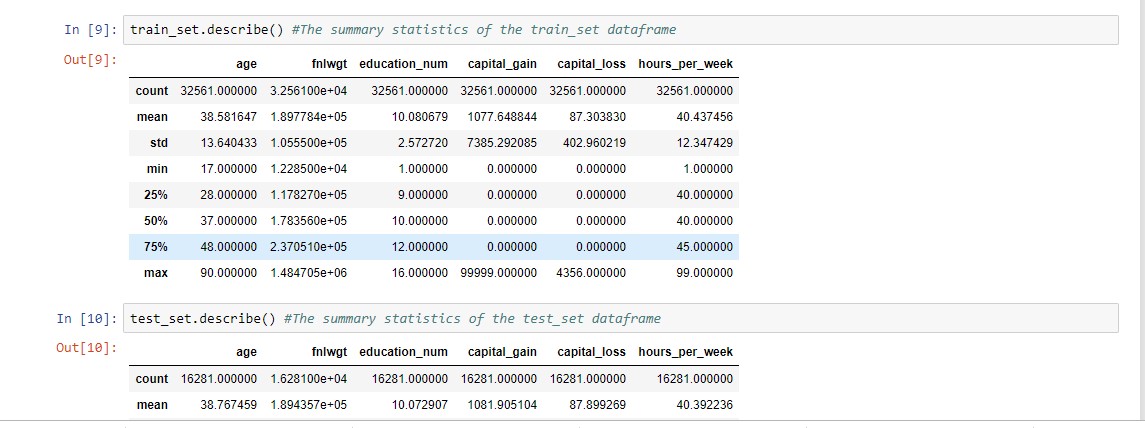 In [9]: train_set.describe() #The summary statistics of the train_set dataframe
Out[9]:
age fnlwgt education_num capital_gain capital_loss hours_per_week
count 32561.000000 3.256100e+04 32561.000000 32561.000000 32561.000000 32561.000000
mean 38.581647 1.897784e+05 10.080679 1077.648844 87.303830 40.437456
std 13.640433 1.055500e+05 2.572720 7385.292085 402.960219 12.347429
min 17.000000 1.228500e+04 1.000000 0.000000 0.000000 1.000000
25% 28.000000 1.178270e+05 9.000000 0.000000 0.000000 40.000000
50% 37.000000 1.783560e+05 10.000000 0.000000 0.000000 40.000000
75% 48.000000 2.370510e+05 12.000000 0.000000 0.000000 45.000000
max 90.000000 1.484705e+06 16.000000 99999.000000 4356.000000 99.000000
In [10]: test_set.describe() #The summary statistics of the test_set dataframe
Out[10]:
age fnlwgt education_num capital_gain capital_loss hours_per_week
count 16281.000000 1.628100e+04 16281.000000 16281.000000 16281.000000 16281.000000
mean 38.767459 1.894357e+05 10.072907 1081.905104 87.899269 40.392236